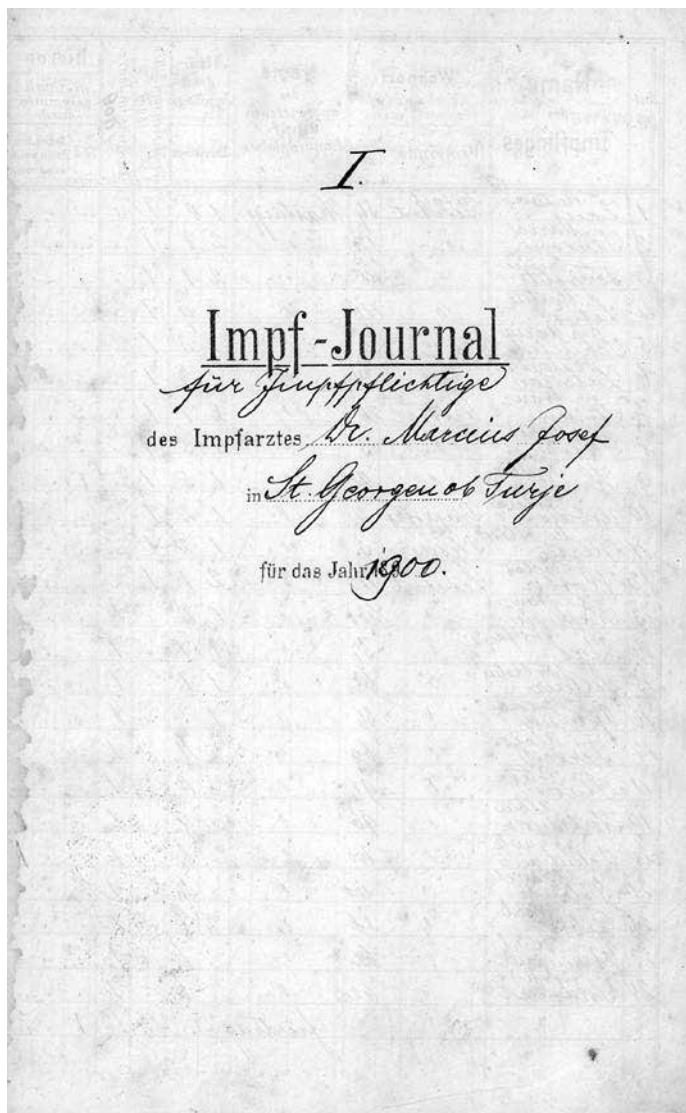 I.
Impf-Journal
für Impfpflichtige
des Impfarztes Dr. Marcius Josef
in St. Georgen ob Turje
für das Jahr 1900.